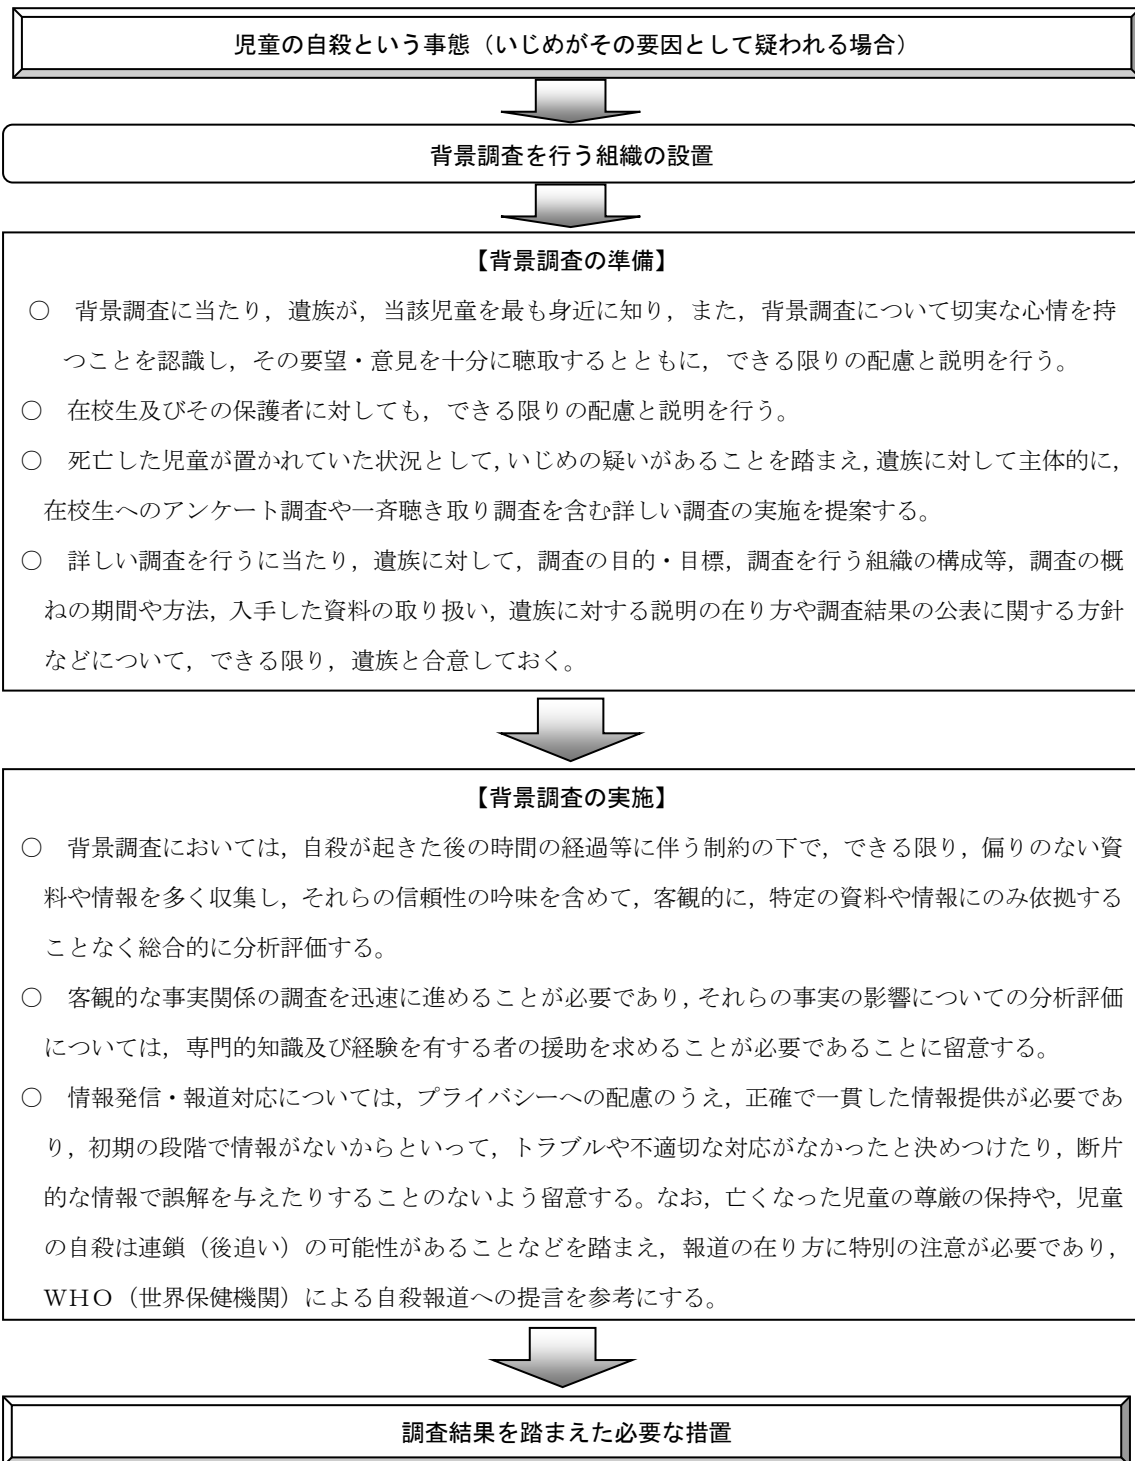 児童の自殺という事態（いじめがその要因として疑われる場合）
背景調査を行う組織の設置
【背景調査の準備】
○　背景調査に当たり，遺族が，当該児童を最も身近に知り，また，背景調査について切実な心情を持
つことを認識し，その要望・意見を十分に聴取するとともに，できる限りの配慮と説明を行う。
○　在校生及びその保護者に対しても，できる限りの配慮と説明を行う。
○　死亡した児童が置かれていた状況として，いじめの疑いがあることを踏まえ，遺族に対して主体的に，
在校生へのアンケート調査や一斉聴き取り調査を含む詳しい調査の実施を提案する。
○　詳しい調査を行うに当たり，遺族に対して，調査の目的・目標，調査を行う組織の構成等，調査の概
ねの期間や方法，入手した資料の取り扱い，遺族に対する説明の在り方や調査結果の公表に関する方針
などについて，できる限り，遺族と合意しておく。
【背景調査の実施】
○　背景調査においては，自殺が起きた後の時間の経過等に伴う制約の下で，できる限り，偏りのない資
料や情報を多く収集し，それらの信頼性の吟味を含めて，客観的に，特定の資料や情報にのみ依拠する
ことなく総合的に分析評価する。
○　客観的な事実関係の調査を迅速に進めることが必要であり，それらの事実の影響についての分析評価
については，専門的知識及び経験を有する者の援助を求めることが必要であることに留意する。
○　情報発信・報道対応については，プライバシーへの配慮のうえ，正確で一貫した情報提供が必要であ
り，初期の段階で情報がないからといって，トラブルや不適切な対応がなかったと決めつけたり，断片
的な情報で誤解を与えたりすることのないよう留意する。なお，亡くなった児童の尊厳の保持や，児童
の自殺は連鎖（後追い）の可能性があることなどを踏まえ，報道の在り方に特別の注意が必要であり，
ＷＨＯ（世界保健機関）による自殺報道への提言を参考にする。
調査結果を踏まえた必要な措置